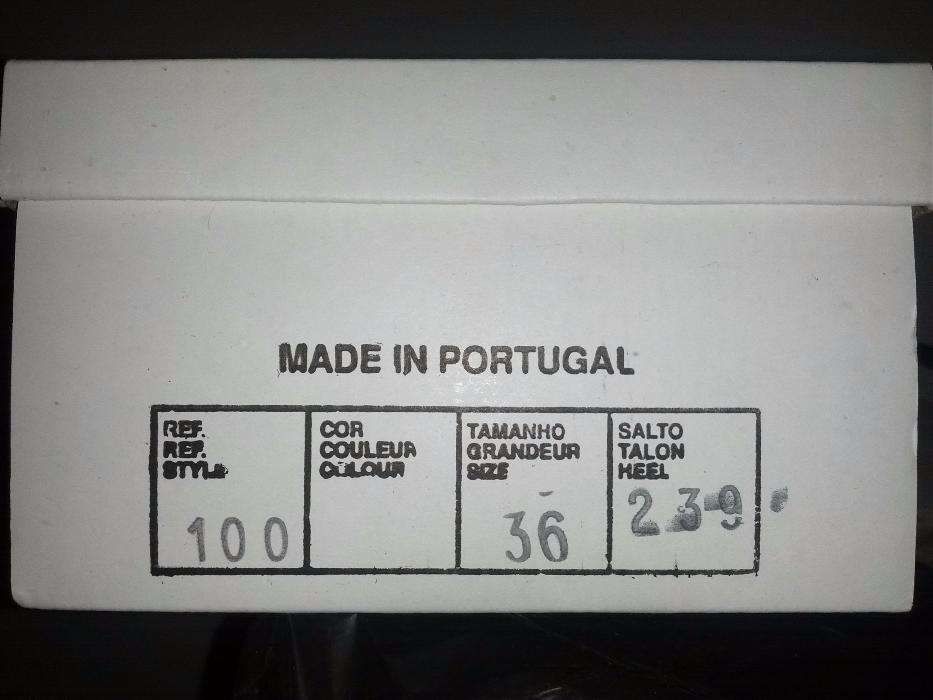 MADE IN PORTUGAL
REF.
REF.
STYLE
100
COR
COULEUR
COLOUR
TAMANHO
GRANDEUR
SIZE
36
SALTO
TALON
HEEL
239